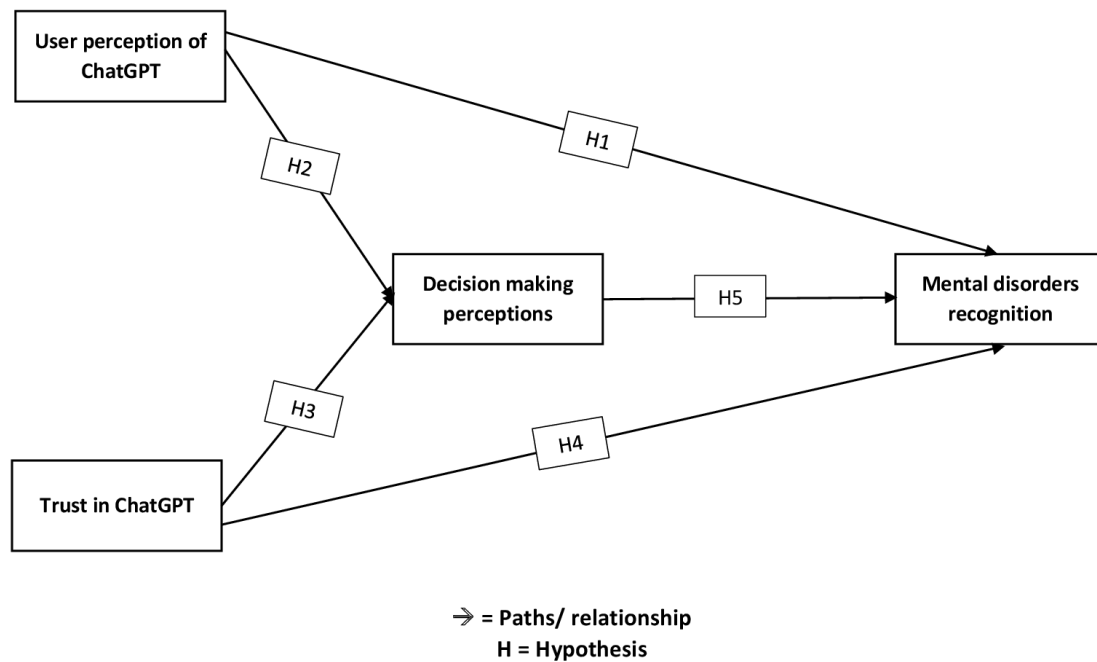 User perception of
ChatGPT
H1
H2
Decision making
perceptions
H5
Mental disorders
recognition
H3
H4
Trust in ChatGPT
→ = Paths/ relationship
H = Hypothesis